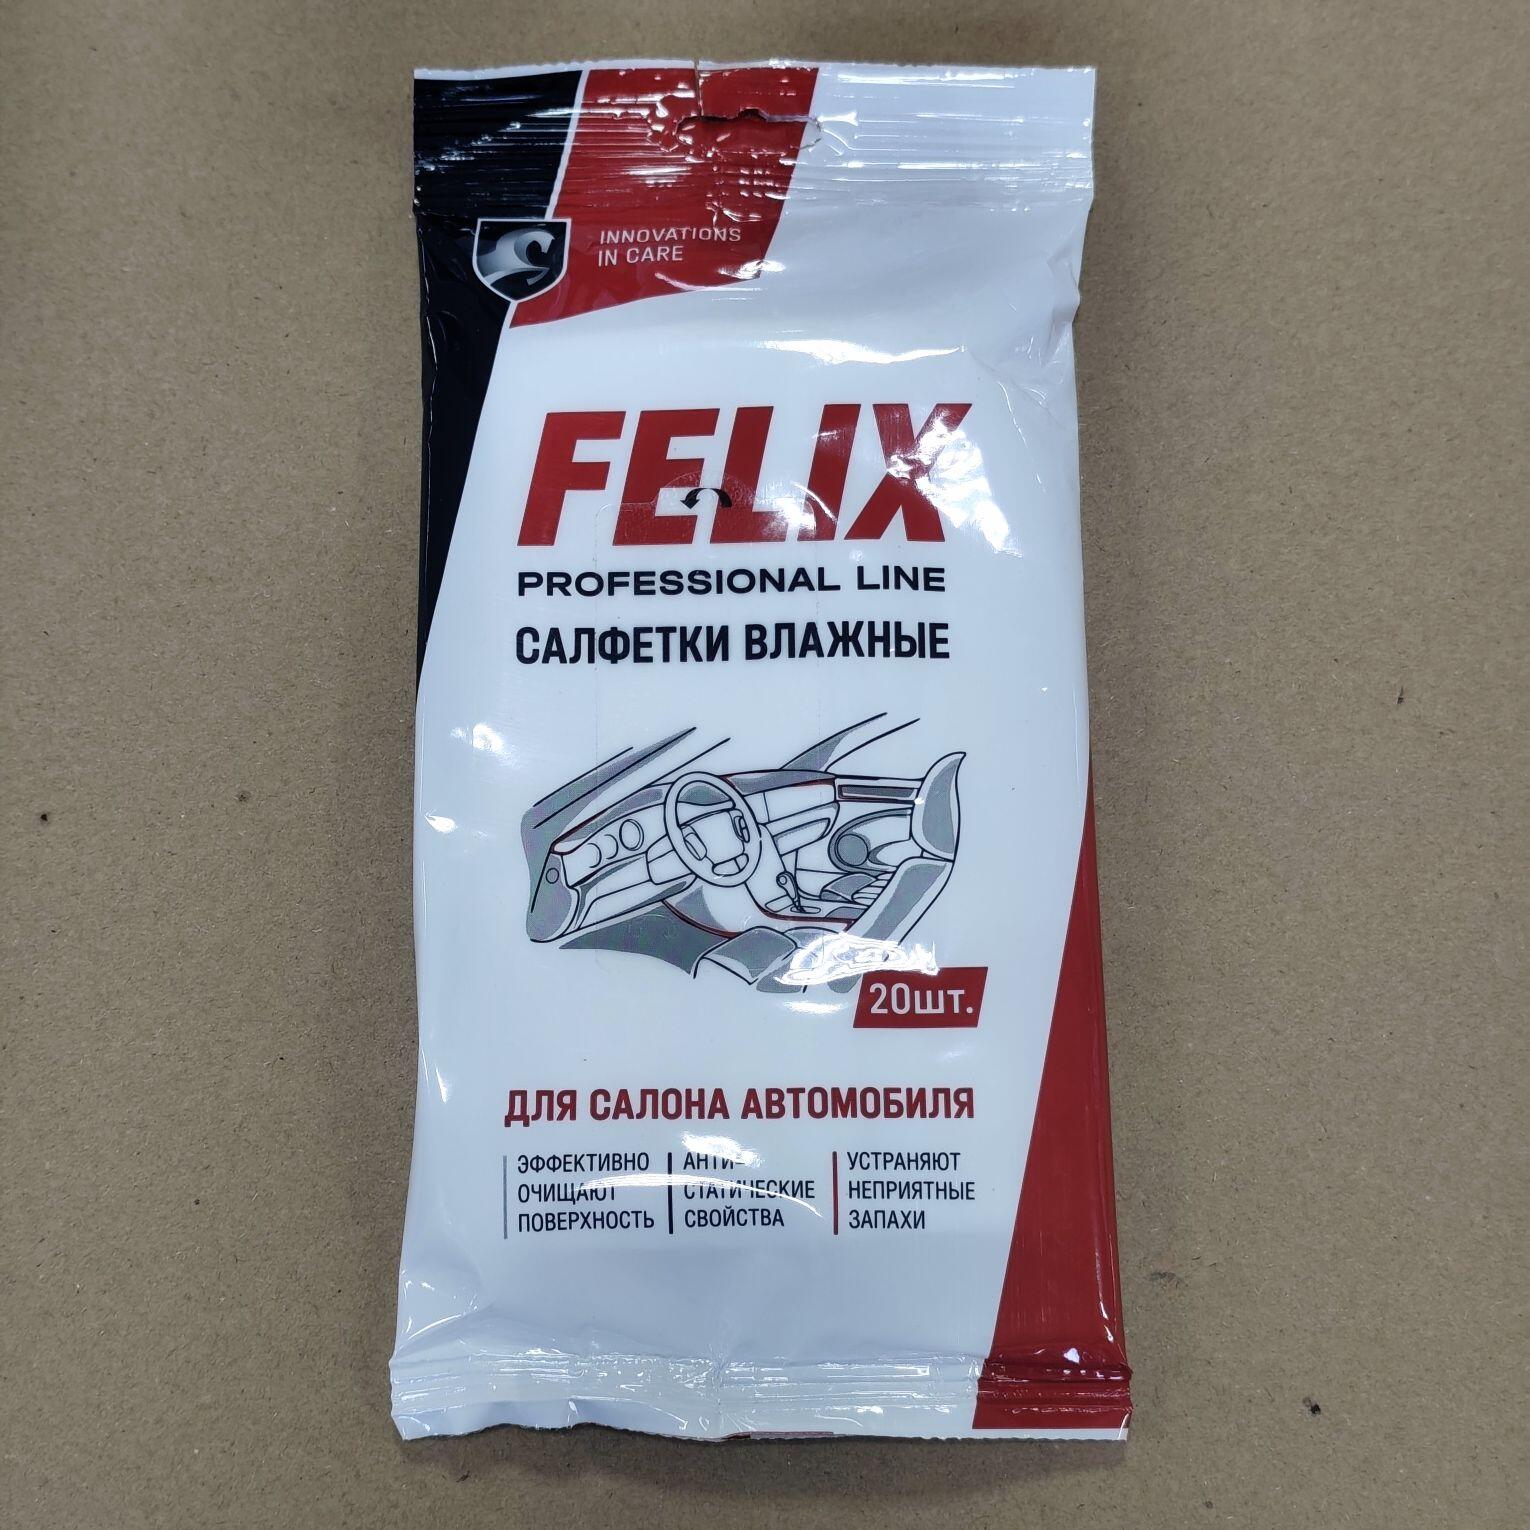 INNOVATIONS
IN CARE
FELIX
PROFESSIONAL LINE
САЛФЕТКИ ВЛАЖНЫЕ
20шт.
ДЛЯ САЛОНА АВТОМОБИЛЯ
ЭФФЕКТИВНО
ОЧИЩАЮТ
ПОВЕРХНОСТЬ
АНТИ-
СТАТИЧЕСКИЕ
СВОЙСТВА
УСТРАНЯЮТ
НЕПРИЯТНЫЕ
ЗАПАХИ